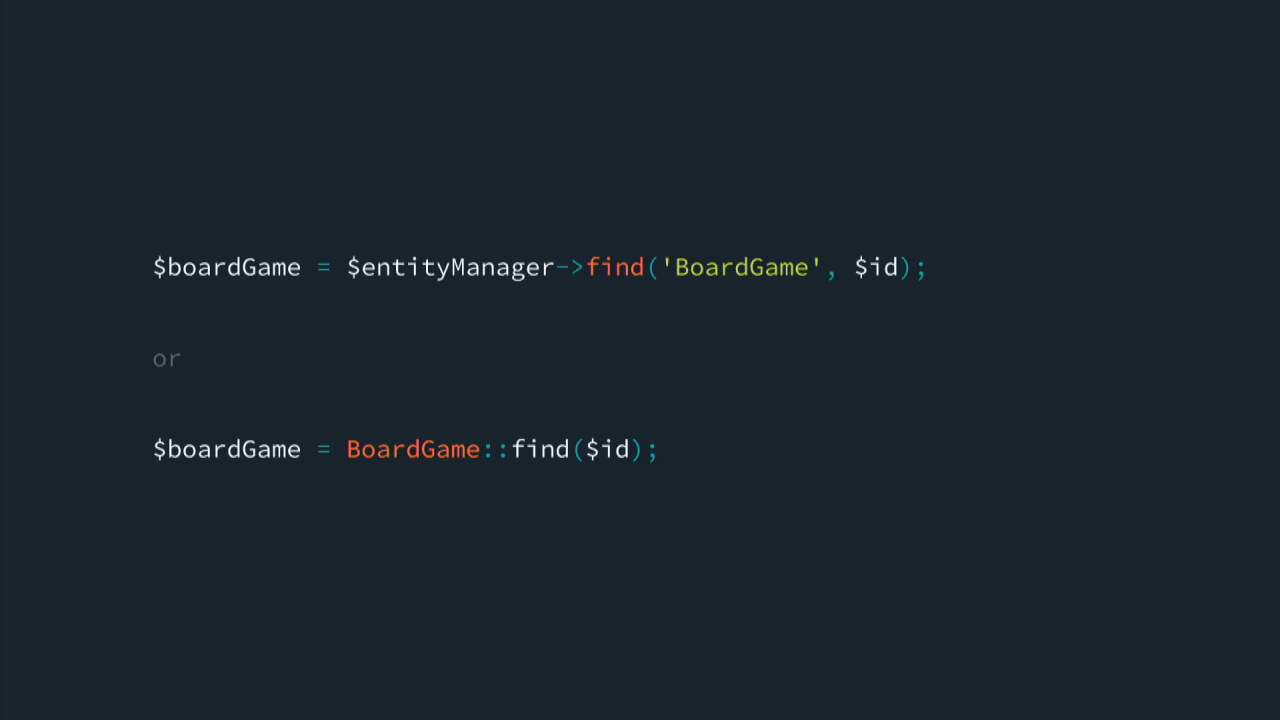 $boardGame = $entityManager->find('BoardGame', $id);
or
$boardGame = BoardGame::find($id);